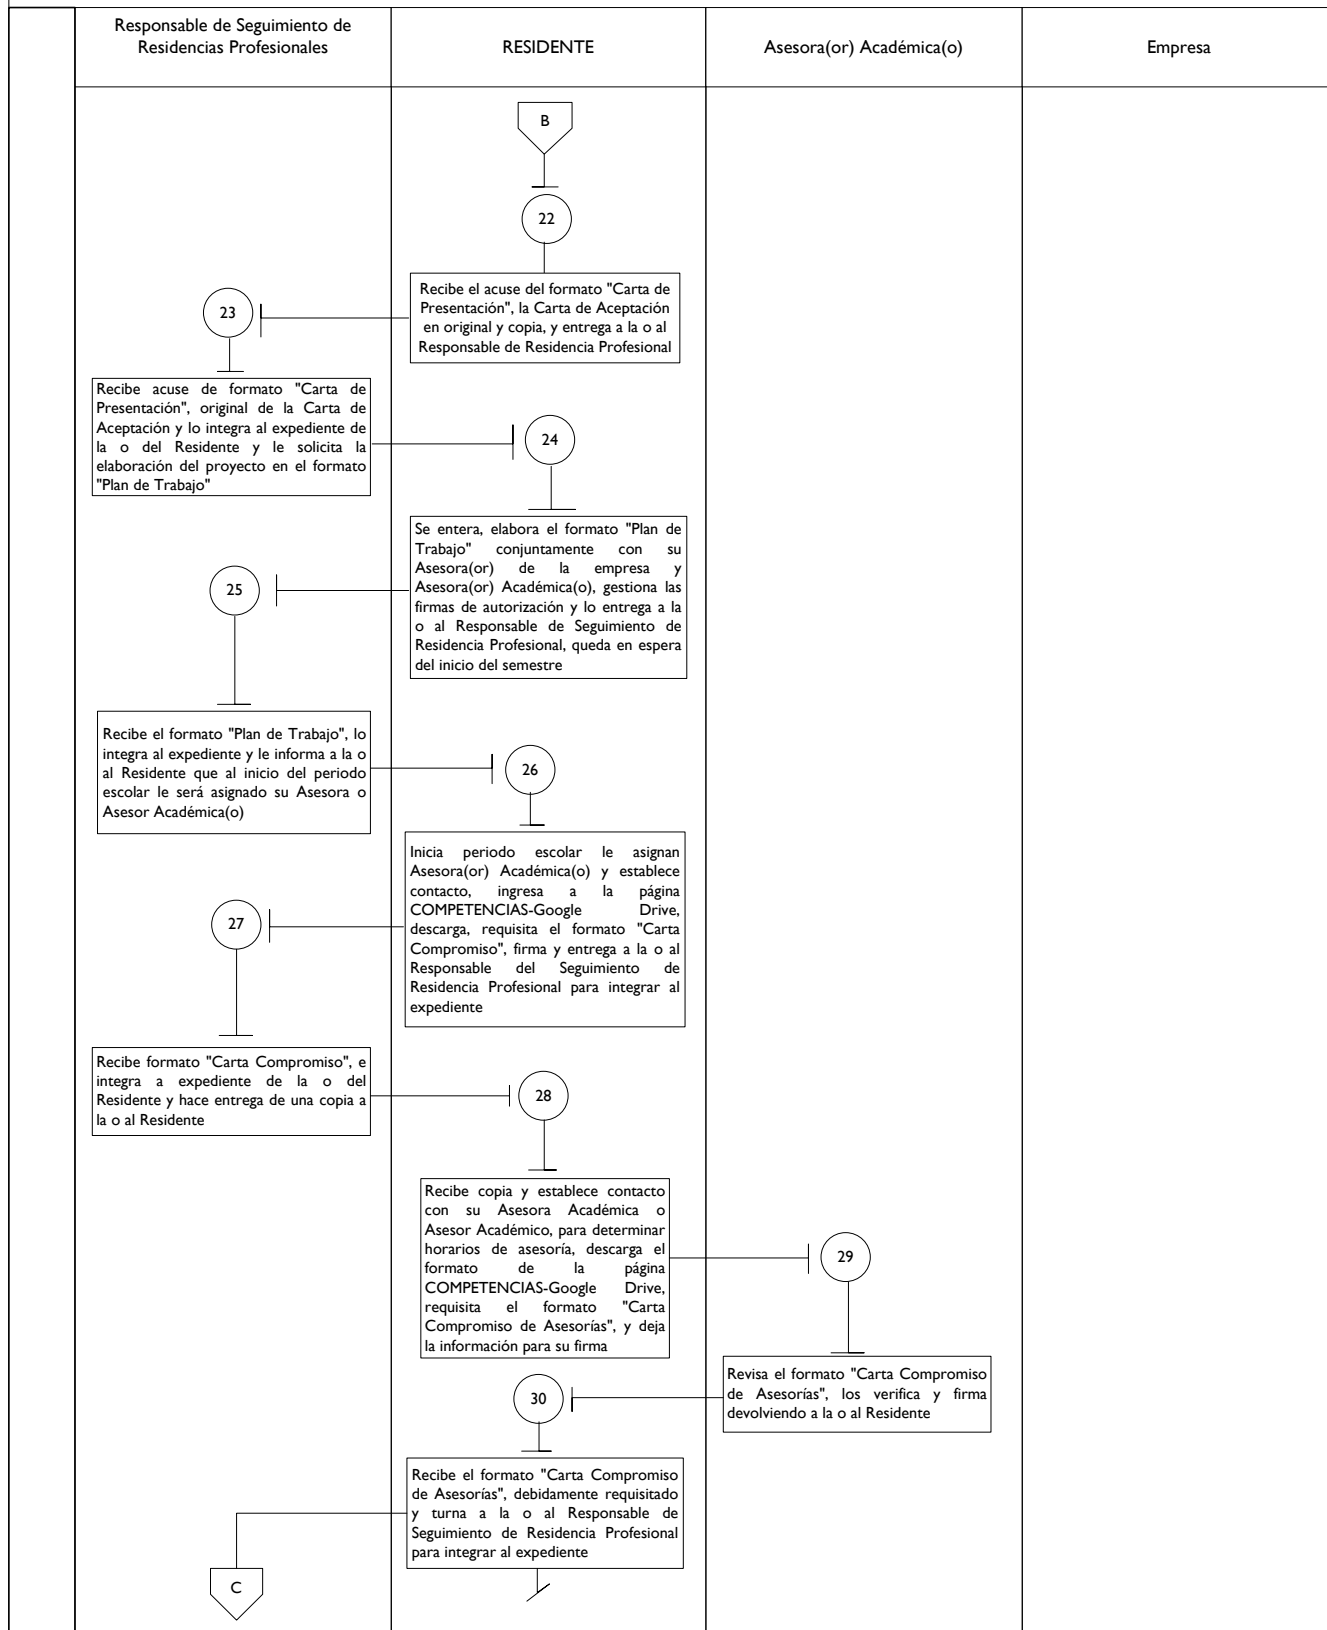 Responsable de Seguimiento de
Residencias Profesionales
RESIDENTE
Asesora(or) Académica(o)
Empresa
B
22
Recibe el acuse del formato "Carta de
Presentación", la Carta de Aceptación
en original y copia, y entrega a la o al
Responsable de Residencia Profesional
23
Recibe acuse de formato "Carta de
Presentación", original de la Carta de
Aceptación y lo integra al expediente de
la o del Residente y le solicita la
elaboración del proyecto en el formato
"Plan de Trabajo"
24
Se entera, elabora el formato "Plan de
Trabajo" conjuntamente con su
Asesora(or) de la empresa y
Asesora(or) Académica(o), gestiona las
firmas de autorización y lo entrega a la
o al Responsable de Seguimiento de
Residencia Profesional, queda en espera
del inicio del semestre
25
Recibe el formato "Plan de Trabajo", lo
integra al expediente y le informa a la o
al Residente que al inicio del periodo
escolar le será asignado su Asesora o
Asesor Académica(o)
26
Inicia periodo escolar le asignan
Asesora(or) Académica(o) y establece
contacto, ingresa a la página
COMPETENCIAS-Google Drive,
descarga, requisita el formato "Carta
Compromiso", firma y entrega a la o al
Responsable del Seguimiento de
Residencia Profesional para integrar al
expediente
27
Recibe formato "Carta Compromiso", e
integra a expediente de la o del
Residente y hace entrega de una copia a
la o al Residente
28
Recibe copia y establece contacto
con su Asesora Académica o
Asesor Académico, para determinar
horarios de asesoría, descarga el
formato de la página
COMPETENCIAS-Google Drive,
requisita el formato "Carta
Compromiso de Asesorías", y deja
la información para su firma
29
Revisa el formato "Carta Compromiso
de Asesorías", los verifica y firma
devolviendo a la o al Residente
30
Recibe el formato "Carta Compromiso
de Asesorías", debidamente requisitado
y turna a la o al Responsable de
Seguimiento de Residencia Profesional
para integrar al expediente
C